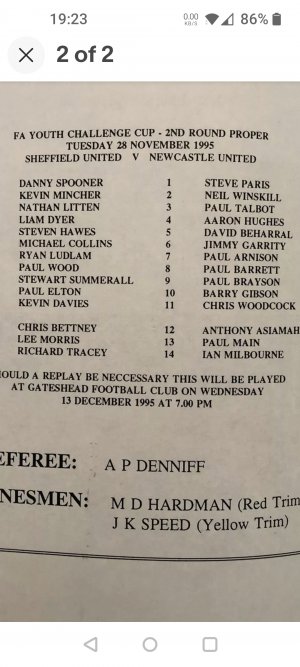 19:23 0.00 KB/S 86%
× 2 of 2
FA YOUTH CHALLENGE CUP - 2ND ROUND PROPER
TUESDAY 28 NOVEMBER 1995
SHEFFIELD UNITED V NEWCASTLE UNITED
DANNY SPOONER 1 STEVE PARIS
KEVIN MINCHER 2 NEIL WINSKILL
NATHAN LITTEN 3 PAUL TALBOT
LIAM DYER 4 AARON HUGHES
STEVEN HAWES 5 DAVID BEHARRAL
MICHAEL COLLINS 6 JIMMY GARRITY
RYAN LUDLAM 7 PAUL ARNISON
PAUL WOOD 8 PAUL BARRETT
STEWART SUMMERALL 9 PAUL BRAYSON
PAUL ELTON 10 BARRY GIBSON
KEVIN DAVIES 11 CHRIS WOODCOCK
CHRIS BETTNEY 12 ANTHONY ASIAMAH
LEE MORRIS 13 PAUL MAIN
RICHARD TRACEY 14 IAN MILBOURNE
HOULD A REPLAY BE NECCESSARY THIS WILL BE PLAYED
AT GATESHEAD FOOTBALL CLUB ON WEDNESDAY
13 DECEMBER 1995 AT 7.00 PM
EFEREE: A P DENNIFF
NESMEN: M D HARDMAN (Red Trim
J K SPEED (Yellow Trim)